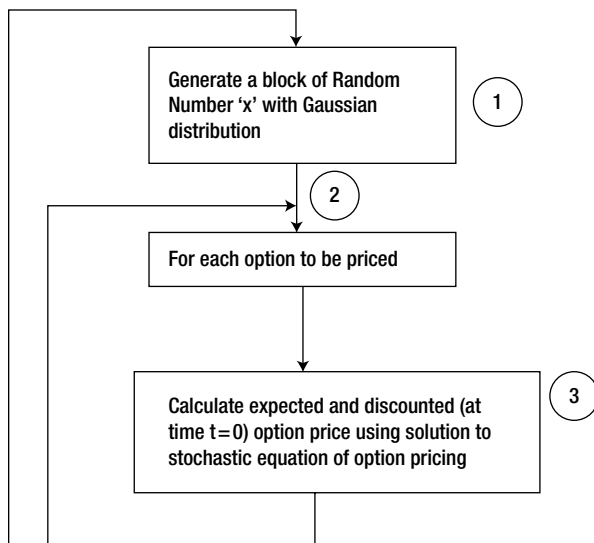 Generate a block of Random
Number ‘x’ with Gaussian
distribution
1
2
For each option to be priced
3
Calculate expected and discounted (at
time t=0) option price using solution to
stochastic equation of option pricing